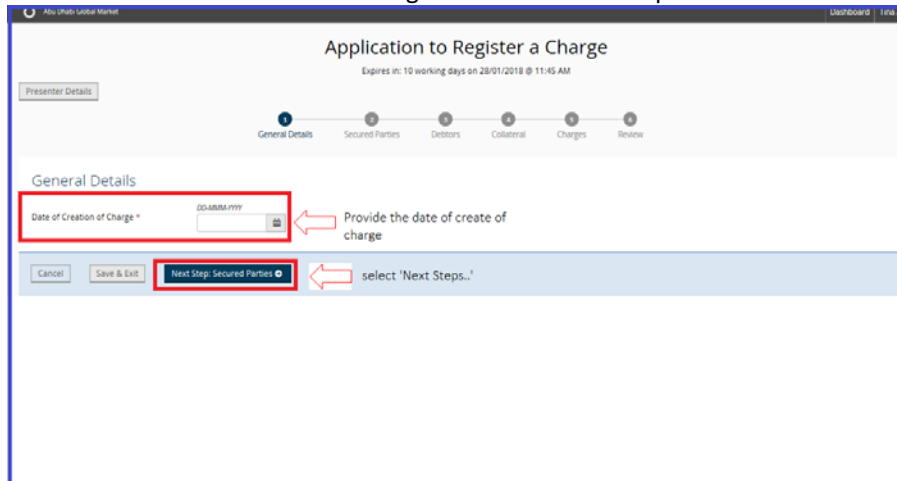 Abu Dhabi Global Market Dashboard Tina
Application to Register a Charge
Expires in: 10 working days on 28/01/2018 @ 11:45 AM
Presenter Details
1 2 3 4 5 6
General Details Secured Parties Debtors Collateral Charges Review
General Details
DD-MMM-YYYY
Date of Creation of Charge *
Provide the date of create of
charge
Cancel Save & Exit Next Step: Secured Parties select 'Next Steps..'